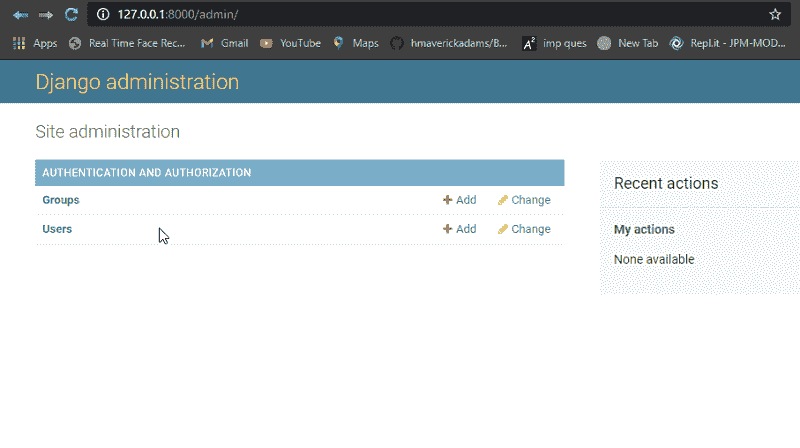 127.0.0.1:8000/admin/
Apps Real Time Face Rec... Gmail YouTube Maps hmaverickadams/B... A² imp ques New Tab Repl.it - JPM-MOD...
Django administration
Site administration
AUTHENTICATION AND AUTHORIZATION
Groups Add Change
Users Add Change
Recent actions
My actions
None available